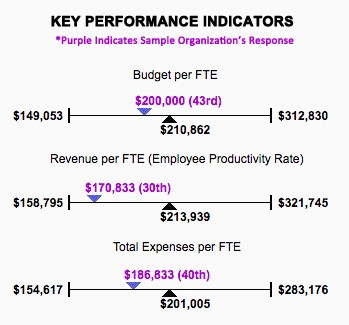 KEY PERFORMANCE INDICATORS
*Purple Indicates Sample Organization's Response
Budget per FTE
$200,000 (43rd)
$149,053 $312,830
$210,862
Revenue per FTE (Employee Productivity Rate)
$170,833 (30th)
$158,795 $321,745
$213,939
Total Expenses per FTE
$186,833 (40th)
$154,617 $283,176
$201,005